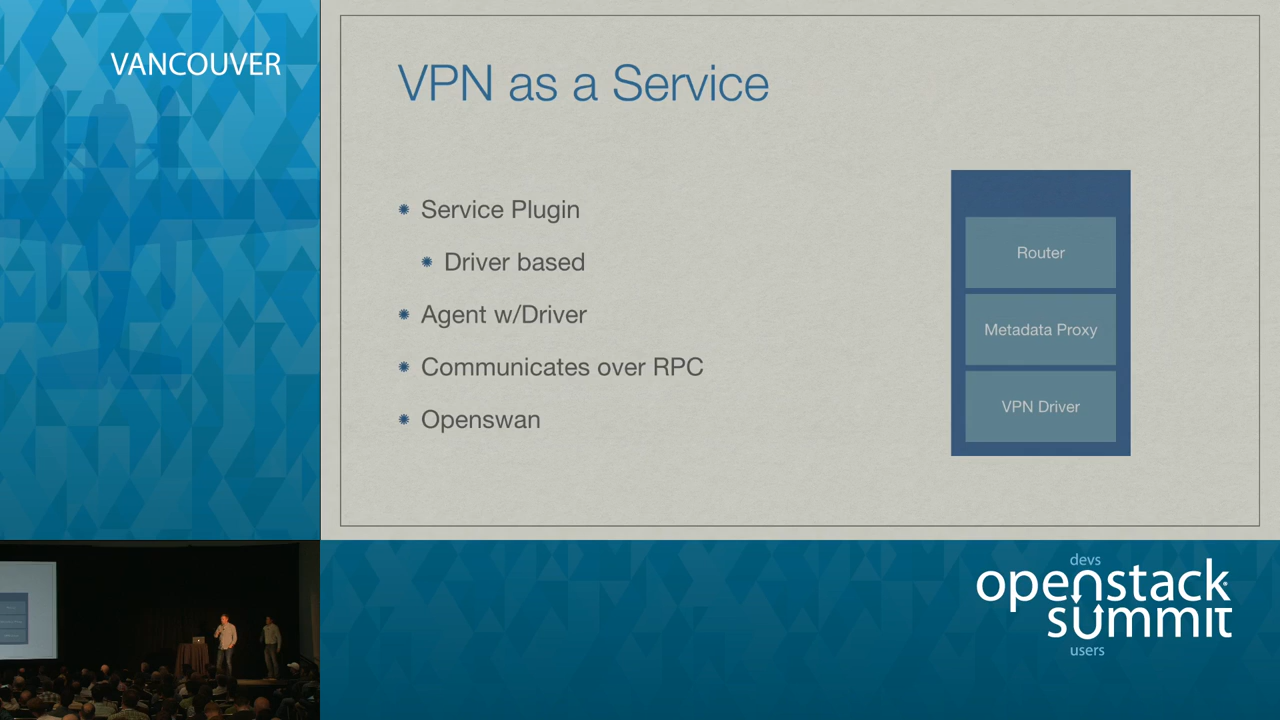 VANCOUVER
VPN as a Service
Service Plugin
Driver based
Agent w/Driver
Communicates over RPC
Openswan
Router
Metadata Proxy
VPN Driver
devs
openstack
summit
users